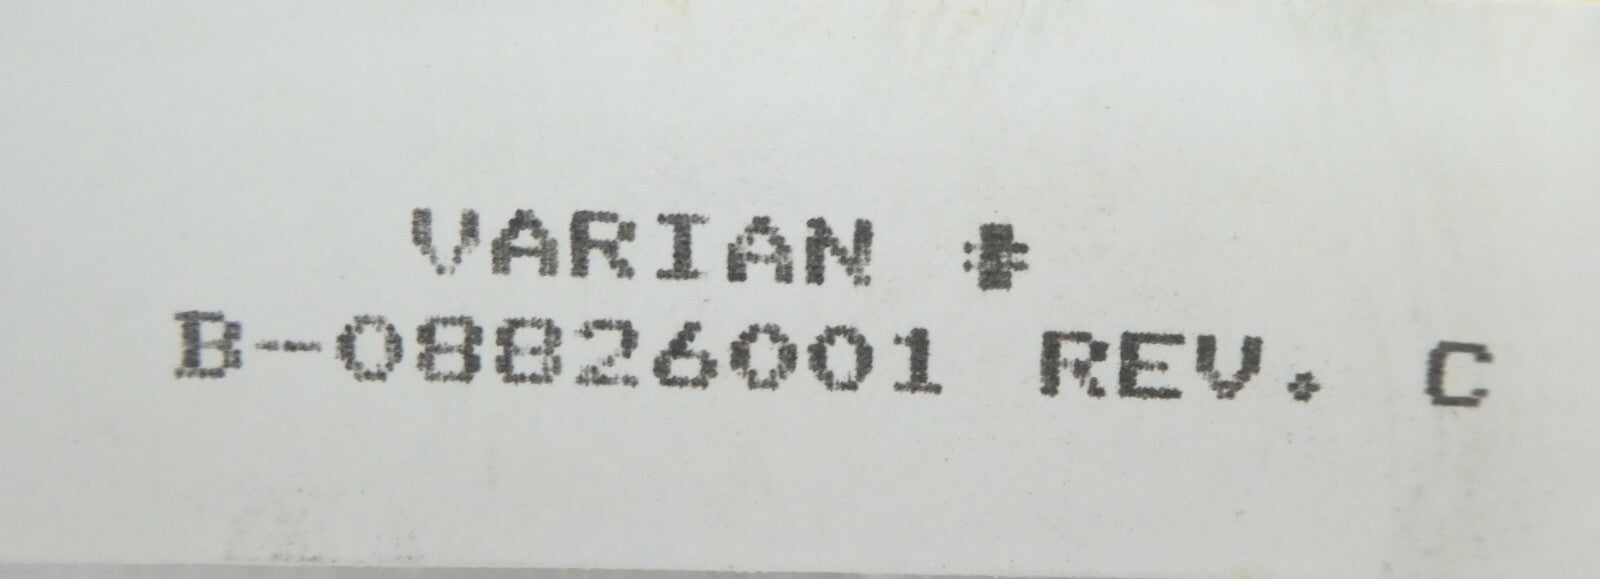 VARIAN #
B-08826001 REV. C